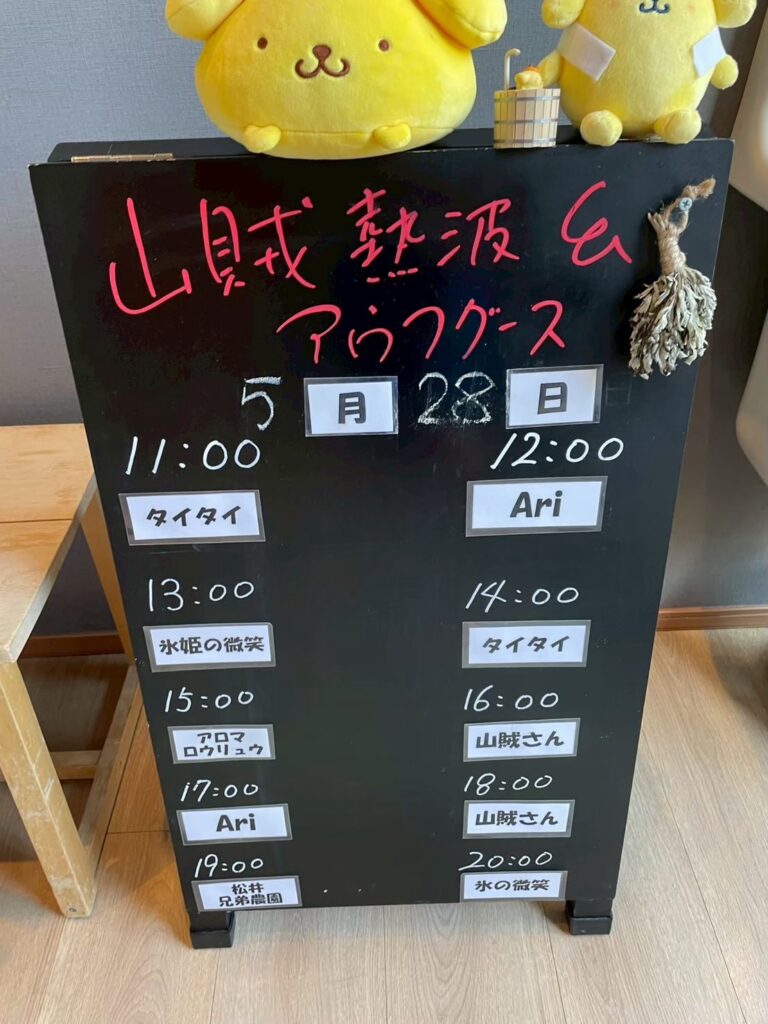 山賊熱波&
アウフグース
5月28日
11:00 12:00
タイタイ Ari
13:00 14:00
氷姫の微笑 タイタイ
15:00 16:00
アロマ
ロウリュウ 山賊さん
17:00 18:00
Ari 山賊さん
19:00 20:00
松井
兄弟農園 氷の微笑